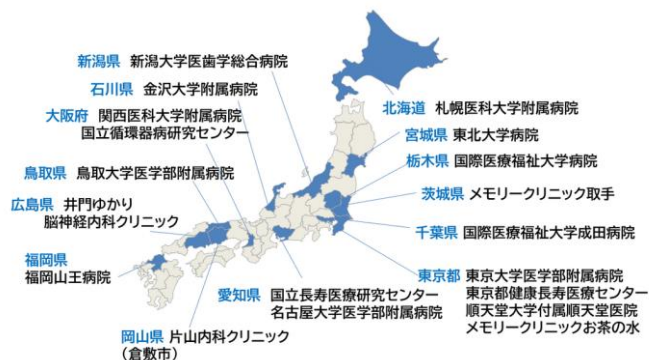 新潟県 新潟大学医歯学総合病院
石川県 金沢大学附属病院
大阪府 関西医科大学附属病院
国立循環器病研究センター
鳥取県 鳥取大学医学部附属病院
広島県 井門ゆかり
脳神経内科クリニック
福岡県
福岡山王病院
岡山県 片山内科クリニック
（倉敷市）
愛知県 国立長寿医療研究センター
名古屋大学医学部附属病院
北海道 札幌医科大学附属病院
宮城県 東北大学病院
栃木県 国際医療福祉大学病院
茨城県 メモリークリニック取手
千葉県 国際医療福祉大学成田病院
東京都 東京大学医学部附属病院
東京都健康長寿医療センター
順天堂大学付属順天堂医院
メモリークリニックお茶の水